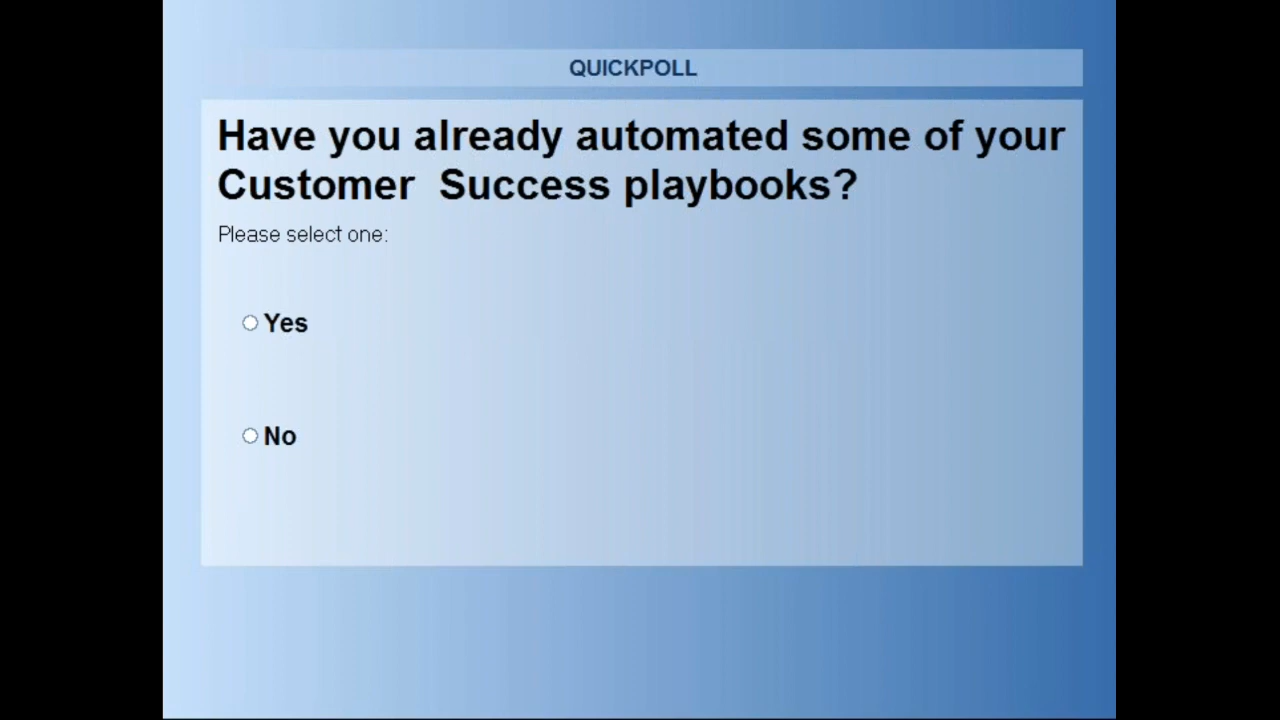 QUICKPOLL
Have you already automated some of your
Customer  Success playbooks?
Please select one:
Yes
No